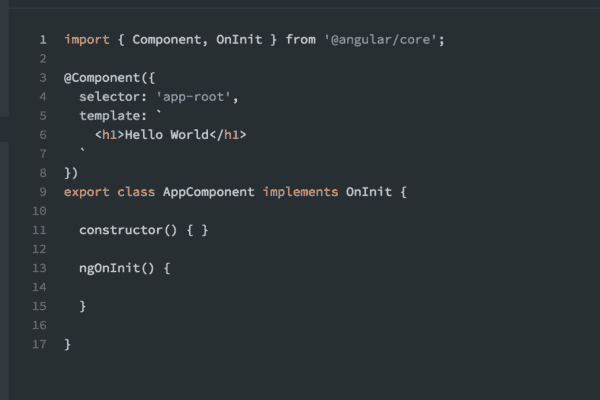 1 import { Component, OnInit } from '@angular/core';
2
3 @Component({
4   selector: 'app-root',
5   template: `
6     <h1>Hello World</h1>
7   `
8 })
9 export class AppComponent implements OnInit {
10
11   constructor() { }
12
13   ngOnInit() {
14
15   }
16
17 }